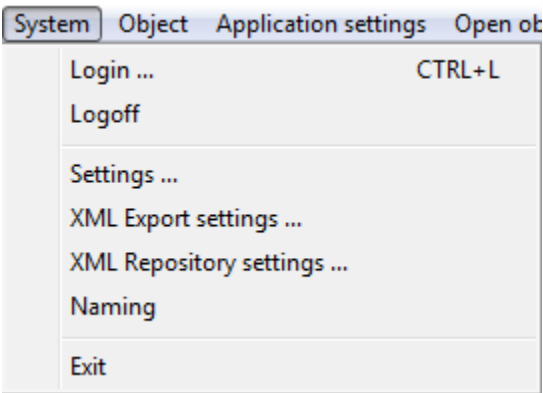 System Object Application settings Open ob
Login ... CTRL+L
Logoff
Settings ...
XML Export settings ...
XML Repository settings ...
Naming
Exit